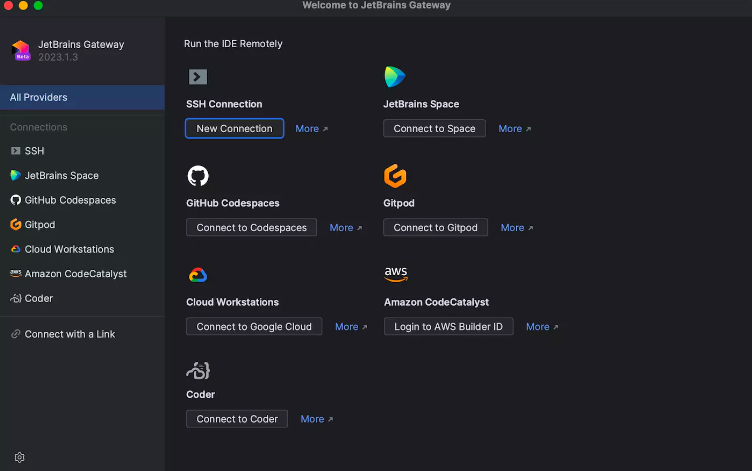 Welcome to JetBrains Gateway
JetBrains Gateway
2023.1.3
Beta
All Providers
Connections
SSH
JetBrains Space
GitHub Codespaces
Gitpod
Cloud Workstations
aws Amazon CodeCatalyst
Coder
Connect with a Link
Run the IDE Remotely
SSH Connection
New Connection More ↗
JetBrains Space
Connect to Space More ↗
GitHub Codespaces
Connect to Codespaces More ↗
Gitpod
Connect to Gitpod More ↗
Cloud Workstations
Connect to Google Cloud More ↗
aws
Amazon CodeCatalyst
Login to AWS Builder ID More ↗
Coder
Connect to Coder More ↗